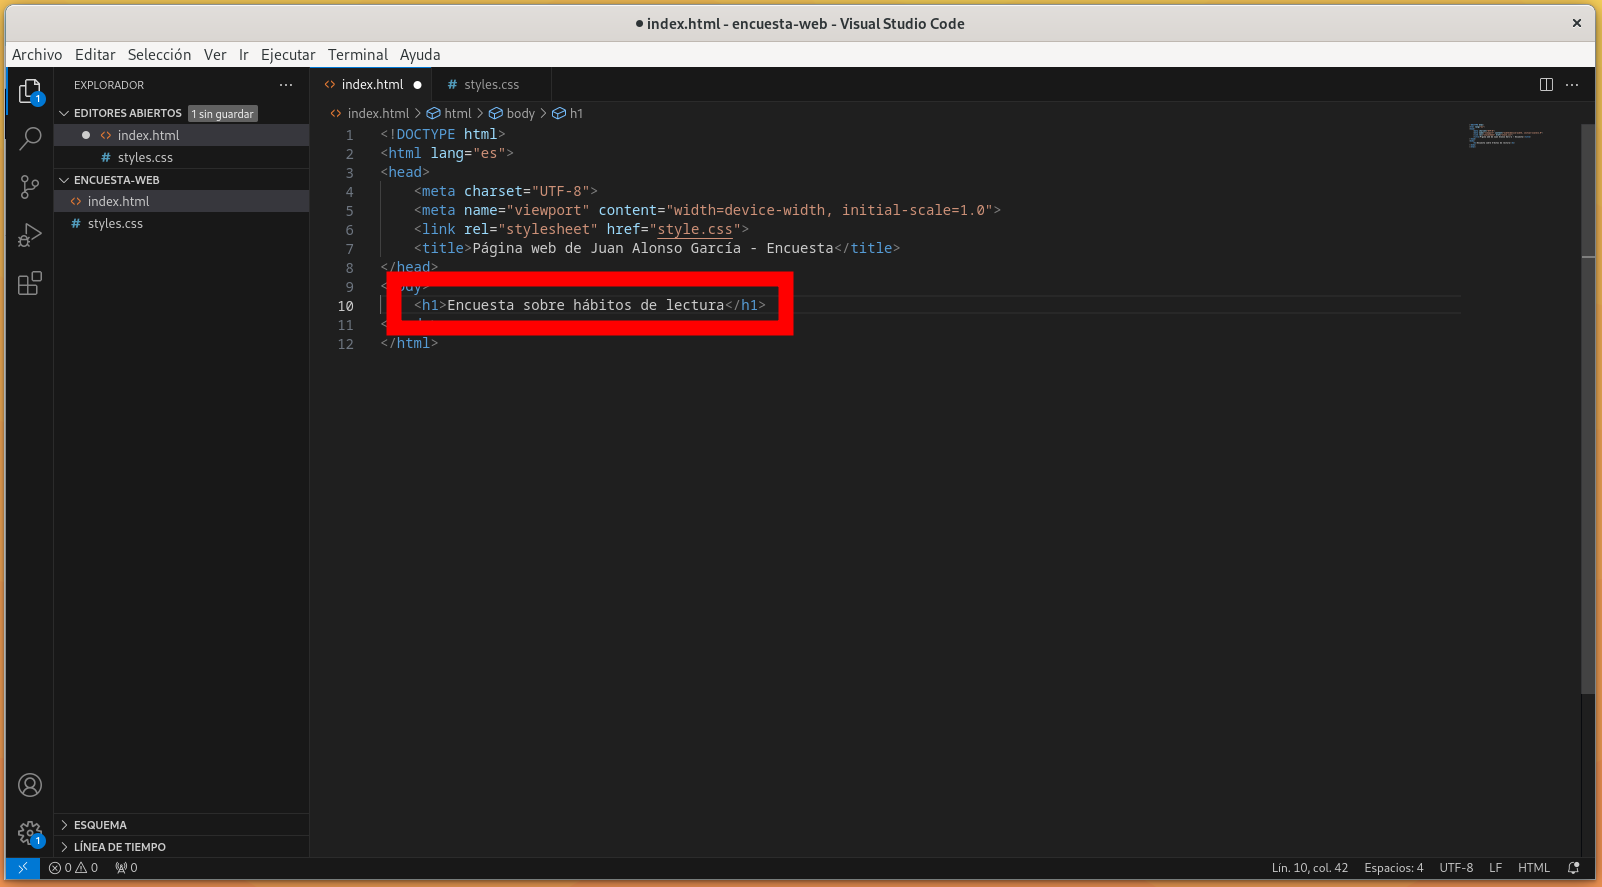 ● index.html - encuesta-web - Visual Studio Code
Archivo Editar Selección Ver Ir Ejecutar Terminal Ayuda
EXPLORADOR
EDITORES ABIERTOS 1 sin guardar
index.html
# styles.css
ENCUESTA-WEB
index.html
# styles.css
ESQUEMA
LÍNEA DE TIEMPO
index.html
# styles.css
index.html > html > body > h1
1 <!DOCTYPE html>
2 <html lang="es">
3 <head>
4 <meta charset="UTF-8">
5 <meta name="viewport" content="width=device-width, initial-scale=1.0">
6 <link rel="stylesheet" href="style.css">
7 <title>Página web de Juan Alonso García - Encuesta</title>
8 </head>
9
10 <h1>Encuesta sobre hábitos de lectura</h1>
11
12 </html>
1
1
0 0 0
Lín. 10, col. 42 Espacios: 4 UTF-8 LF HTML